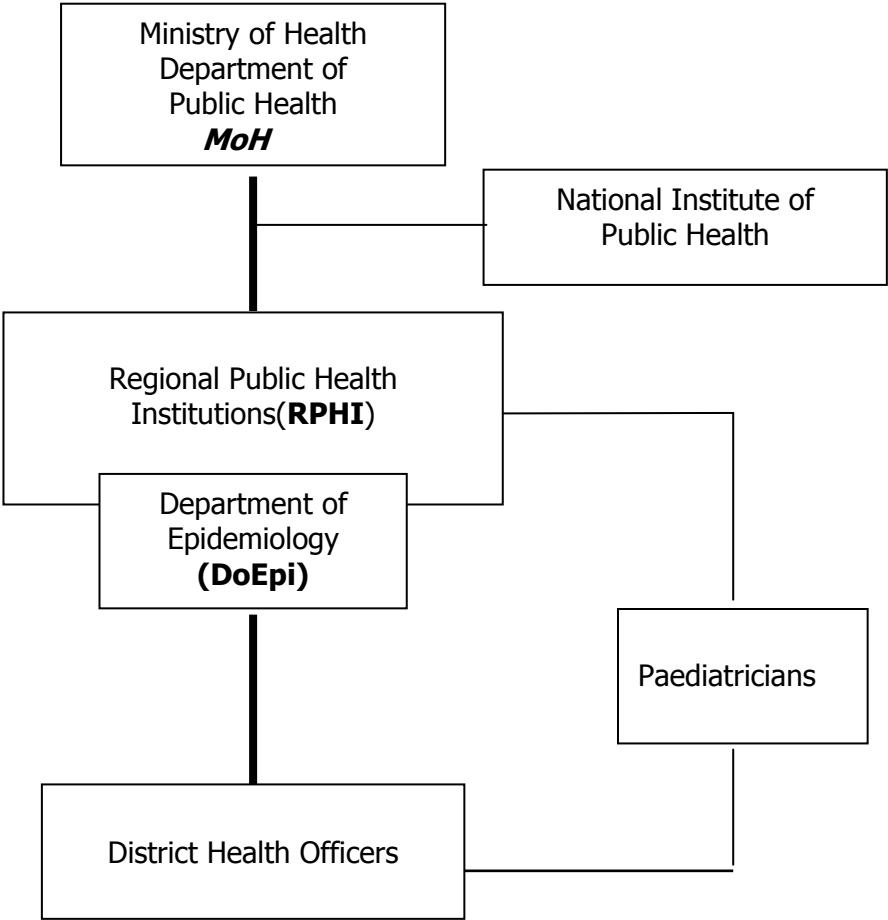 Ministry of Health
Department of
Public Health
MoH
National Institute of
Public Health
Regional Public Health
Institutions(RPHI)
Department of
Epidemiology
(DoEpi)
Paediatricians
District Health Officers